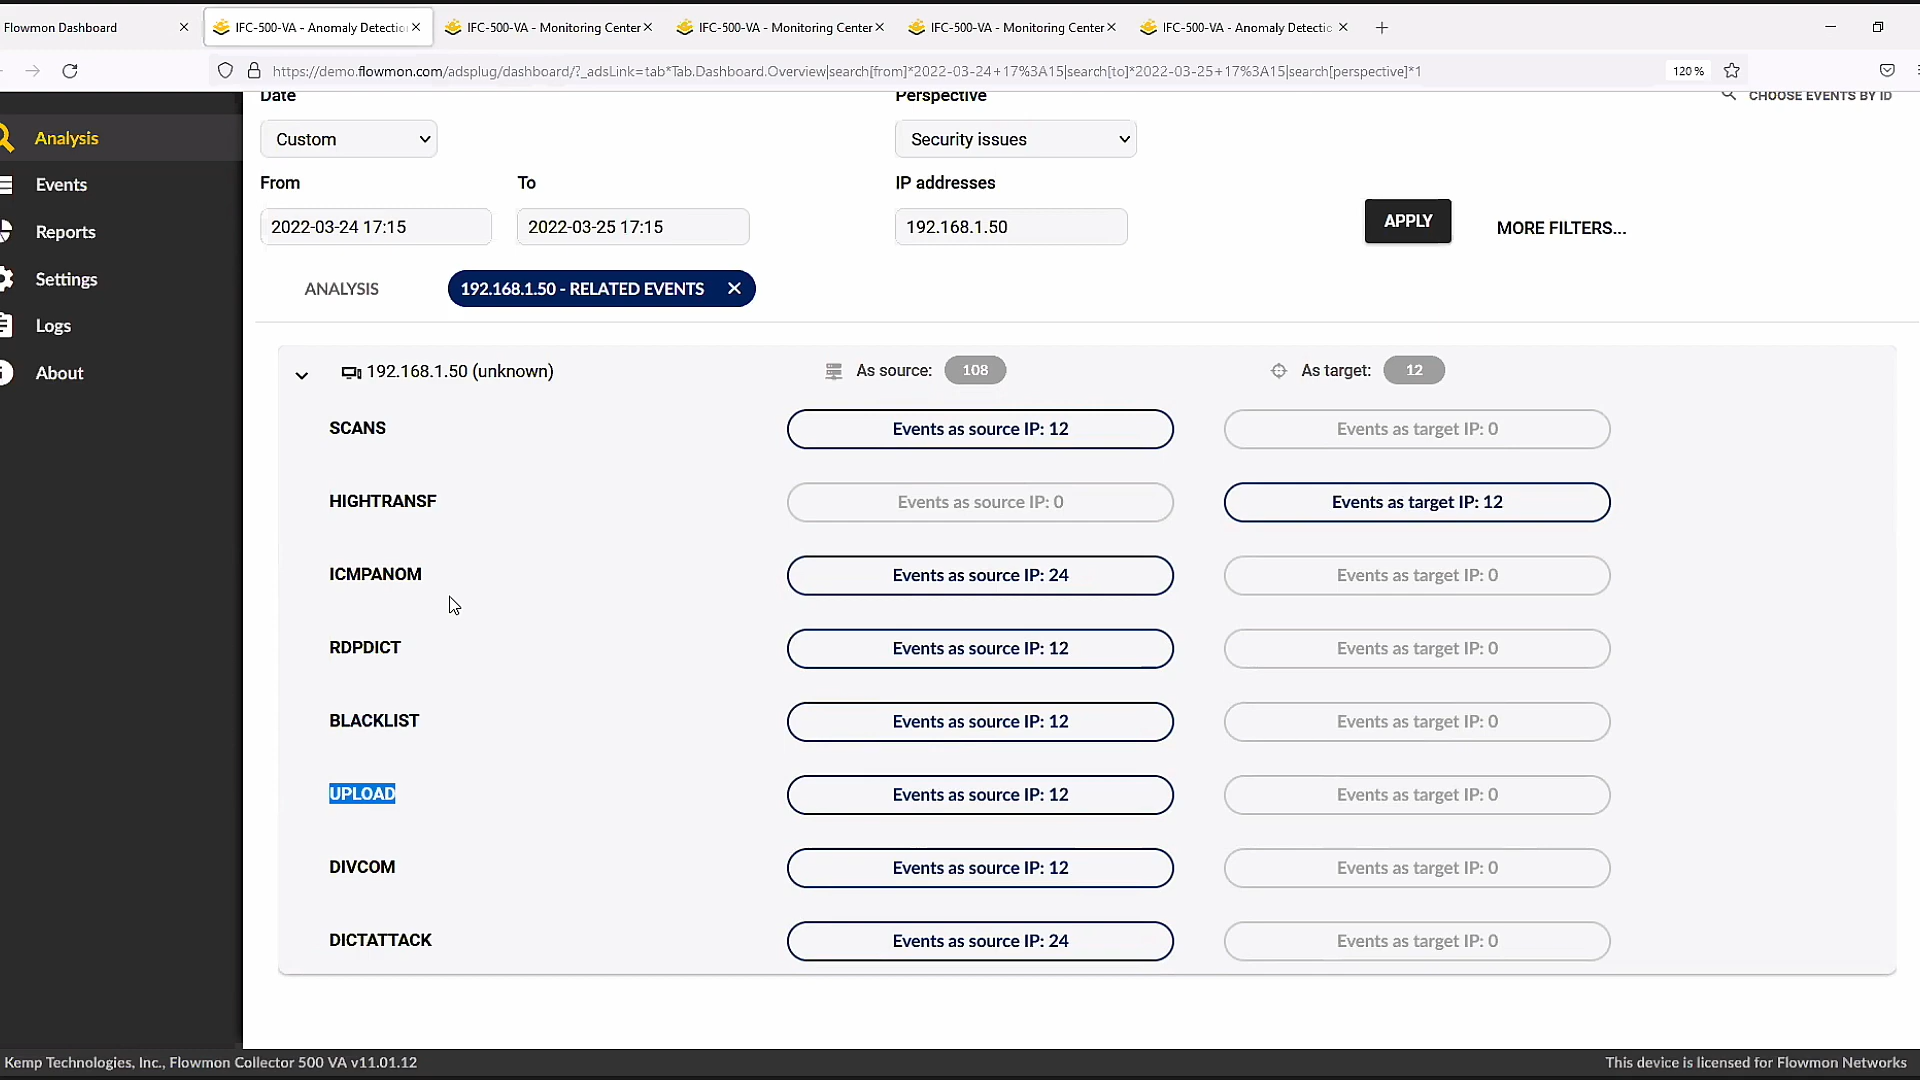 Flowmon Dashboard
IFC-500-VA - Anomaly Detectio
IFC-500-VA - Monitoring Center
IFC-500-VA - Monitoring Center
IFC-500-VA - Monitoring Center
IFC-500-VA - Anomaly Detectic
https://demo.flowmon.com/adsplug/dashboard/?_adsLink=tab*Tab.Dashboard.Overview|search[from]*2022-03-24+17%3A15|search[to]*2022-03-25+17%3A15|search[perspective]*1
120 %
Analysis
Events
Reports
Settings
Logs
About
Date
Perspective
CHOOSE EVENTS BY ID
Custom
Security issues
From
To
IP addresses
2022-03-24 17:15
2022-03-25 17:15
192.168.1.50
APPLY
MORE FILTERS...
ANALYSIS
192.168.1.50 - RELATED EVENTS
192.168.1.50 (unknown)
As source: 108
As target: 12
SCANS
Events as source IP: 12
Events as target IP: 0
HIGHTRANSF
Events as source IP: 0
Events as target IP: 12
ICMPANOM
Events as source IP: 24
Events as target IP: 0
RDPDICT
Events as source IP: 12
Events as target IP: 0
BLACKLIST
Events as source IP: 12
Events as target IP: 0
UPLOAD
Events as source IP: 12
Events as target IP: 0
DIVCOM
Events as source IP: 12
Events as target IP: 0
DICTATTACK
Events as source IP: 24
Events as target IP: 0
Kemp Technologies, Inc., Flowmon Collector 500 VA v11.01.12
This device is licensed for Flowmon Networks